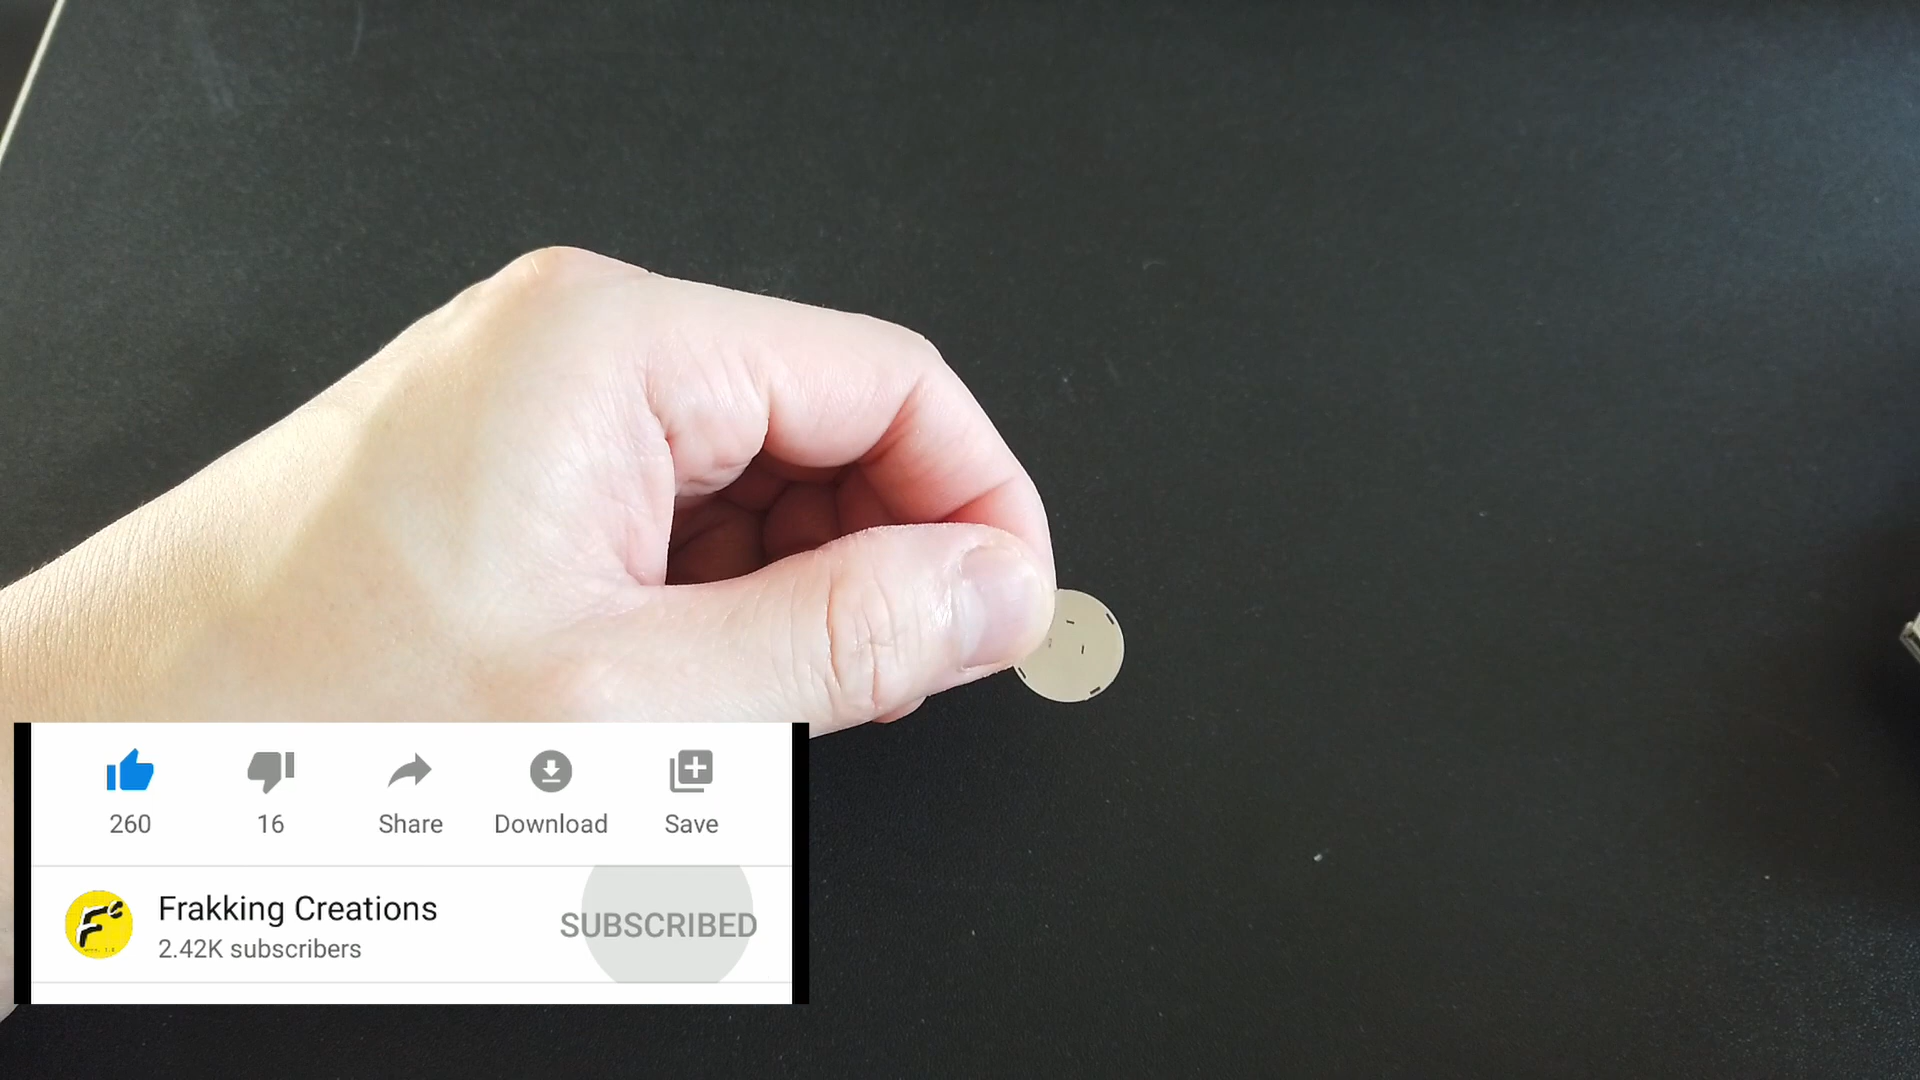 260
16
Share
Download
Save
Frakking Creations
2.42K subscribers
SUBSCRIBED